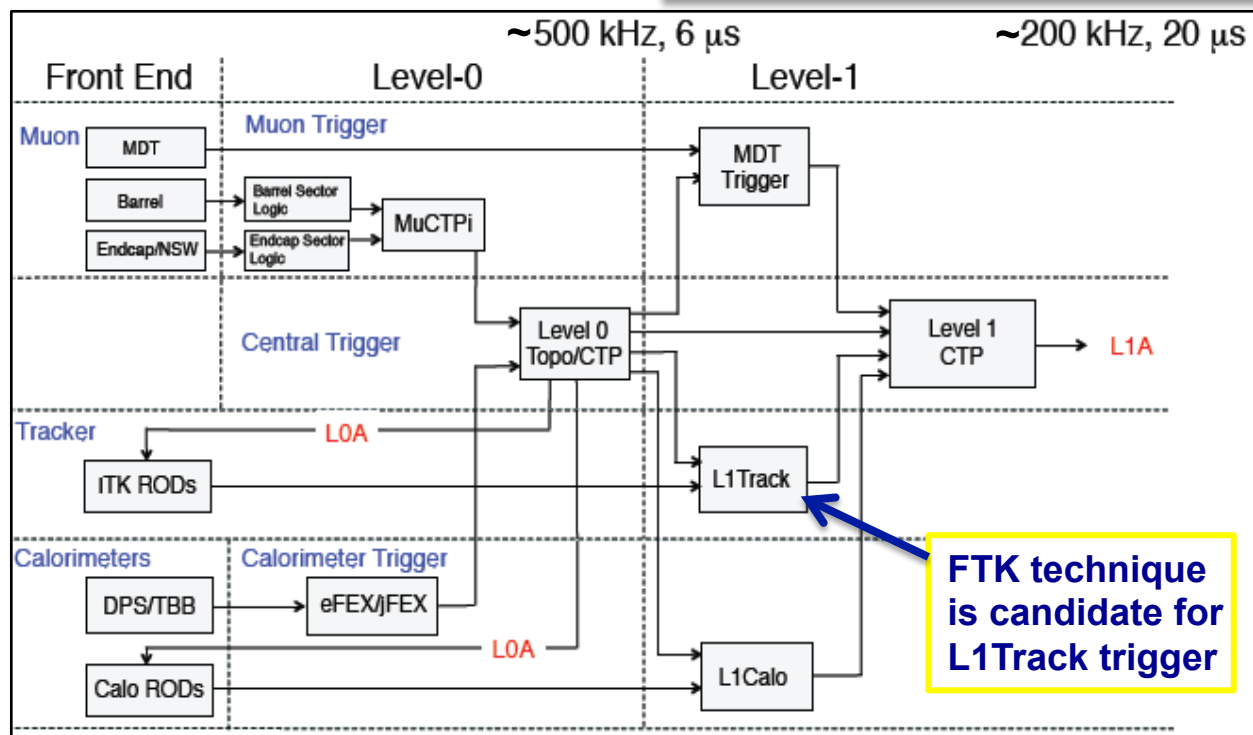 ~500 kHz, 6 μs
~200 kHz, 20 μs
Front End
Level-0
Level-1
Muon
Muon Trigger
MDT
MDT
Trigger
Barrel
Barrel Sector
Logic
MuCTPi
Endcap/NSW
Endcap Sector
Logic
Central Trigger
Level 0
Topo/CTP
Level 1
CTP
L1A
Tracker
L0A
ITK RODs
L1Track
Calorimeters
Calorimeter Trigger
DPS/TBB
eFEX/jFEX
FTK technique
is candidate for
L1Track trigger
L0A
Calo RODs
L1Calo